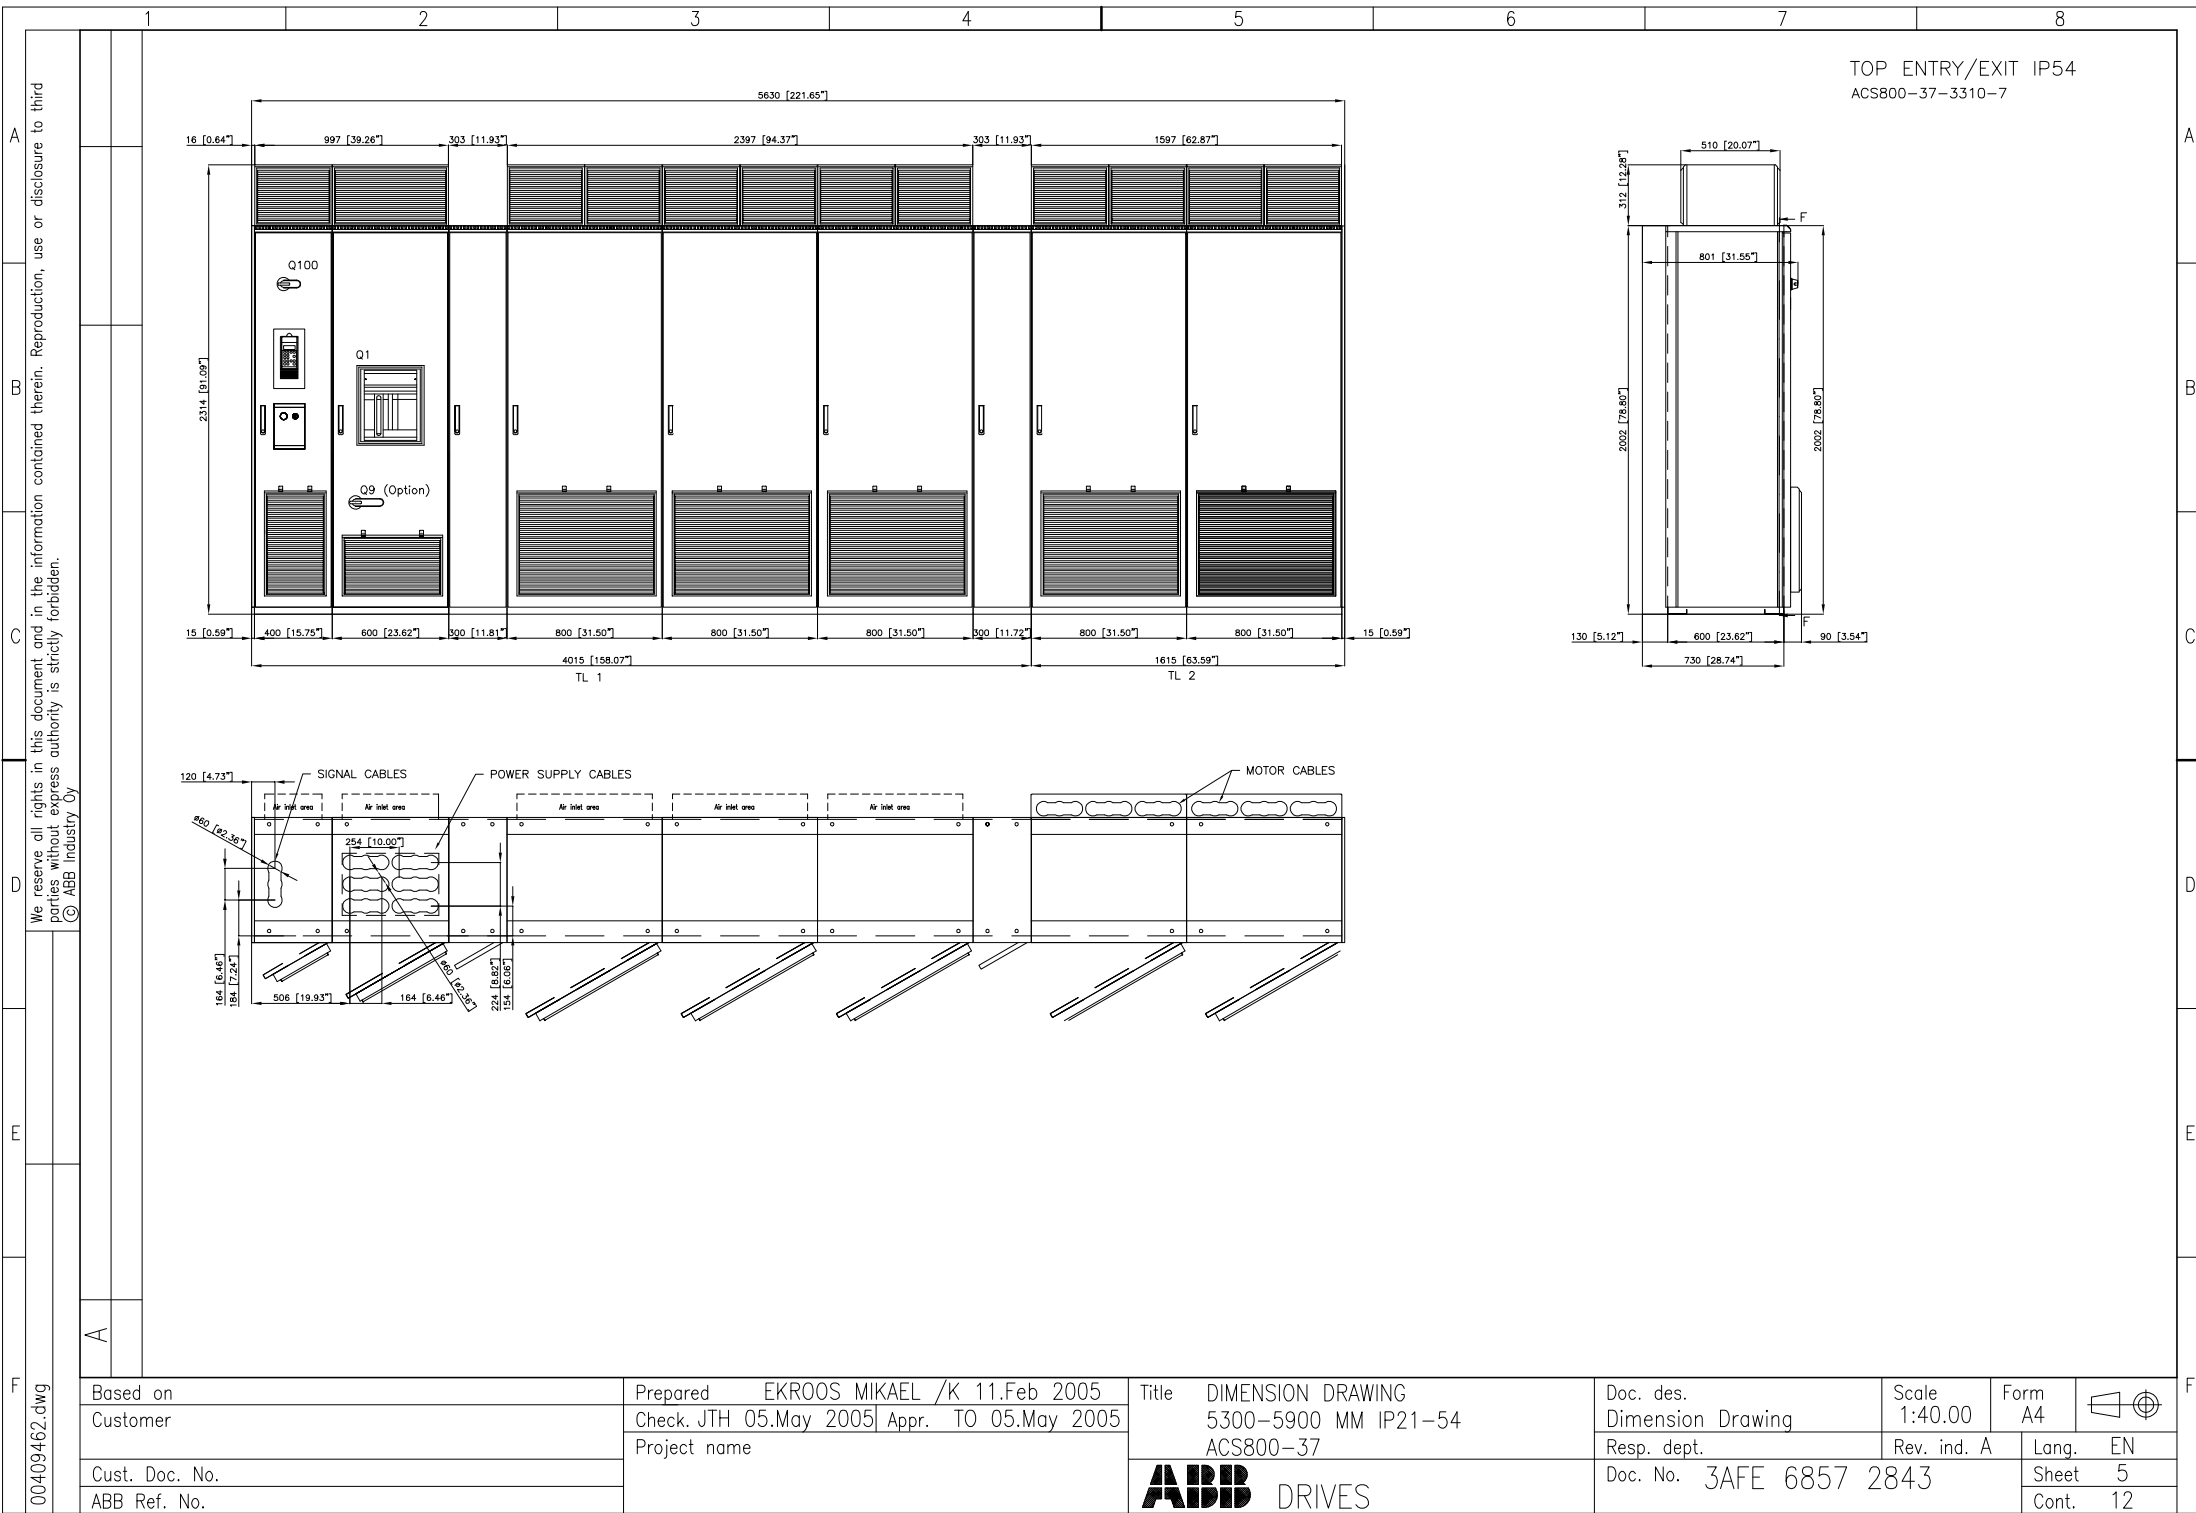 1 2 3 4 5 6 7 8
TOP ENTRY/EXIT IP54
ACS800-37-3310-7
5630 [221.65"]
16 [0.64"] 997 [39.26"] 303 [11.93"] 2397 [94.37"] 303 [11.93"] 1597 [62.87"]
510 [20.07"]
312 [12.28"]
F
801 [31.55"]
Q100
Q1
Q9 (Option)
2314 [91.09"]
2002 [78.80"]
2002 [78.80"]
F
15 [0.59"] 400 [15.75"] 600 [23.62"] 300 [11.81"] 800 [31.50"] 800 [31.50"] 800 [31.50"] 300 [11.72"] 800 [31.50"] 800 [31.50"] 15 [0.59"]
130 [5.12"] 600 [23.62"] 90 [3.54"]
4015 [158.07"] 1615 [63.59"]
730 [28.74"]
TL 1 TL 2
120 [4.73"] SIGNAL CABLES POWER SUPPLY CABLES MOTOR CABLES
Air inlet area Air inlet area Air inlet area Air inlet area Air inlet area
ø60 [ø2.36"]
254 [10.00"]
164 [6.46"]
184 [7.24"]
506 [19.93"] 164 [6.46"]
ø60 [ø2.36"]
224 [8.82"]
154 [6.06"]
A
B
C
D
E
F
A
B
C
D
E
F
We reserve all rights in this document and in the information contained therein. Reproduction, use or disclosure to third
parties without express authority is strictly forbidden.
© ABB Industry Oy
A
00409462.dwg
Based on
Customer
Cust. Doc. No.
ABB Ref. No.
Prepared EKROOS MIKAEL /K 11.Feb 2005
Check. JTH 05.May 2005 Appr. TO 05.May 2005
Project name
Title DIMENSION DRAWING
5300-5900 MM IP21-54
ACS800-37
ABB DRIVES
Doc. des.
Dimension Drawing
Scale
1:40.00
Form
A4
Resp. dept.
Rev. ind. A
Lang. EN
Doc. No. 3AFE 6857 2843
Sheet 5
Cont. 12